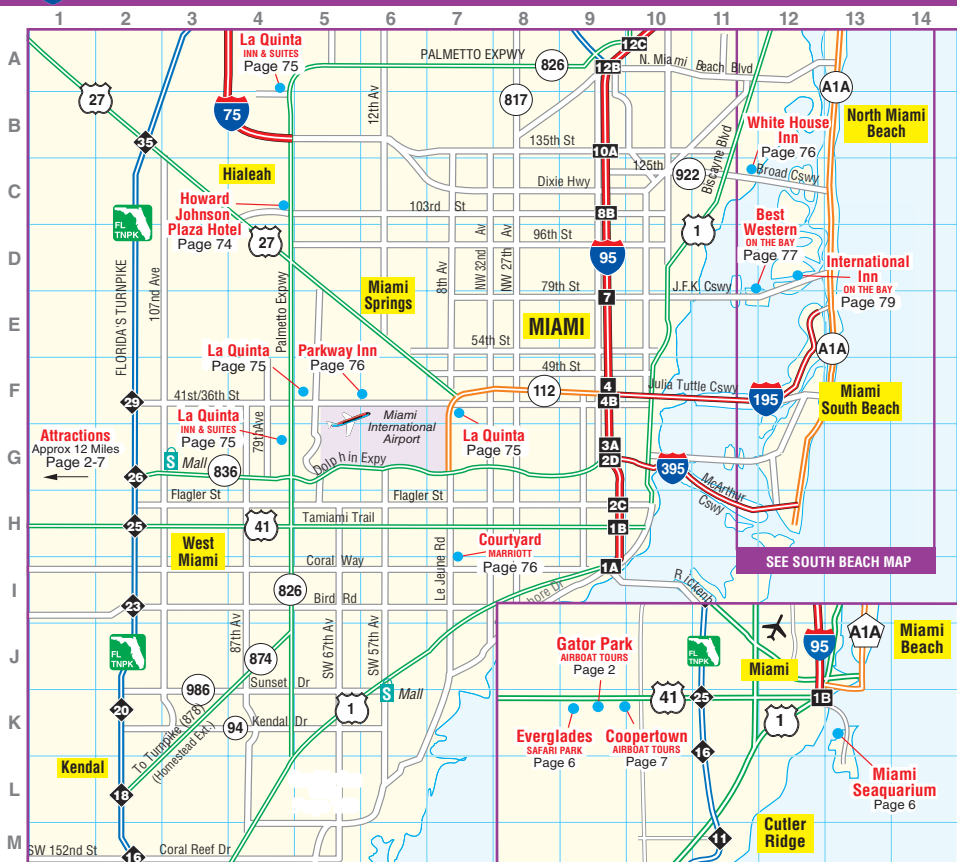 1 2 3 4 5 6 7 8 9 10 11 12 13 14
A
B
C
D
E
F
G
H
I
J
K
L
M
La Quinta
INN & SUITES
Page 75
PALMETTO EXPWY
826
12C
12B
N. Miami Beach Blvd
A1A
27
75
817
12th Av
North Miami
Beach
35
135th St
10A
125th
922
Biscayne Blvd
White House
Inn
Page 76
Broad Cswy
Hialeah
Dixie Hwy
Howard
Johnson
Plaza Hotel
Page 74
103rd St
8B
FL
TNPK
27
96th St
1
Best
Western
ON THE BAY
Page 77
95
International
Inn
ON THE BAY
Page 79
FLORIDA'S TURNPIKE
107nd Ave
Palmetto Expwy
Miami
Springs
8th Av
NW 32nd Av
NW 27th Av
79th St
7
J.F.K. Cswy
MIAMI
54th St
A1A
La Quinta
Page 75
Parkway Inn
Page 76
49th St
4
4B
112
Julia Tuttle Cswy
195
Miami
South Beach
29
41st/36th St
La Quinta
INN & SUITES
Page 75
79thAve
Miami
International
Airport
La Quinta
Page 75
Attractions
Approx 12 Miles
Page 2-7
S Mall
836
Dolphin Expy
3A
2D
395
McArthur
Cswy
26
Flagler St
Flagler St
2C
25
41
Tamiami Trail
1B
West
Miami
Coral Way
Le Jeune Rd
Courtyard
MARRIOTT
Page 76
1A
SEE SOUTH BEACH MAP
826
Bird Rd
hore Dr
Rickenb
23
FL
TNPK
87th Av
874
SW 67th Av
SW 57th Av
986
Sunset Dr
S Mall
1
20
94
Kendal Dr
To Turnpike (878)
(Homestead Ext.)
Kendal
18
SW 152nd St
16
Coral Reef Dr
Gator Park
AIRBOAT TOURS
Page 2
FL
TNPK
95
A1A
Miami
Beach
Miami
41
25
1B
1
Everglades
SAFARI PARK
Page 6
Coopertown
AIRBOAT TOURS
Page 7
16
Miami
Seaquarium
Page 6
Cutler
Ridge
11